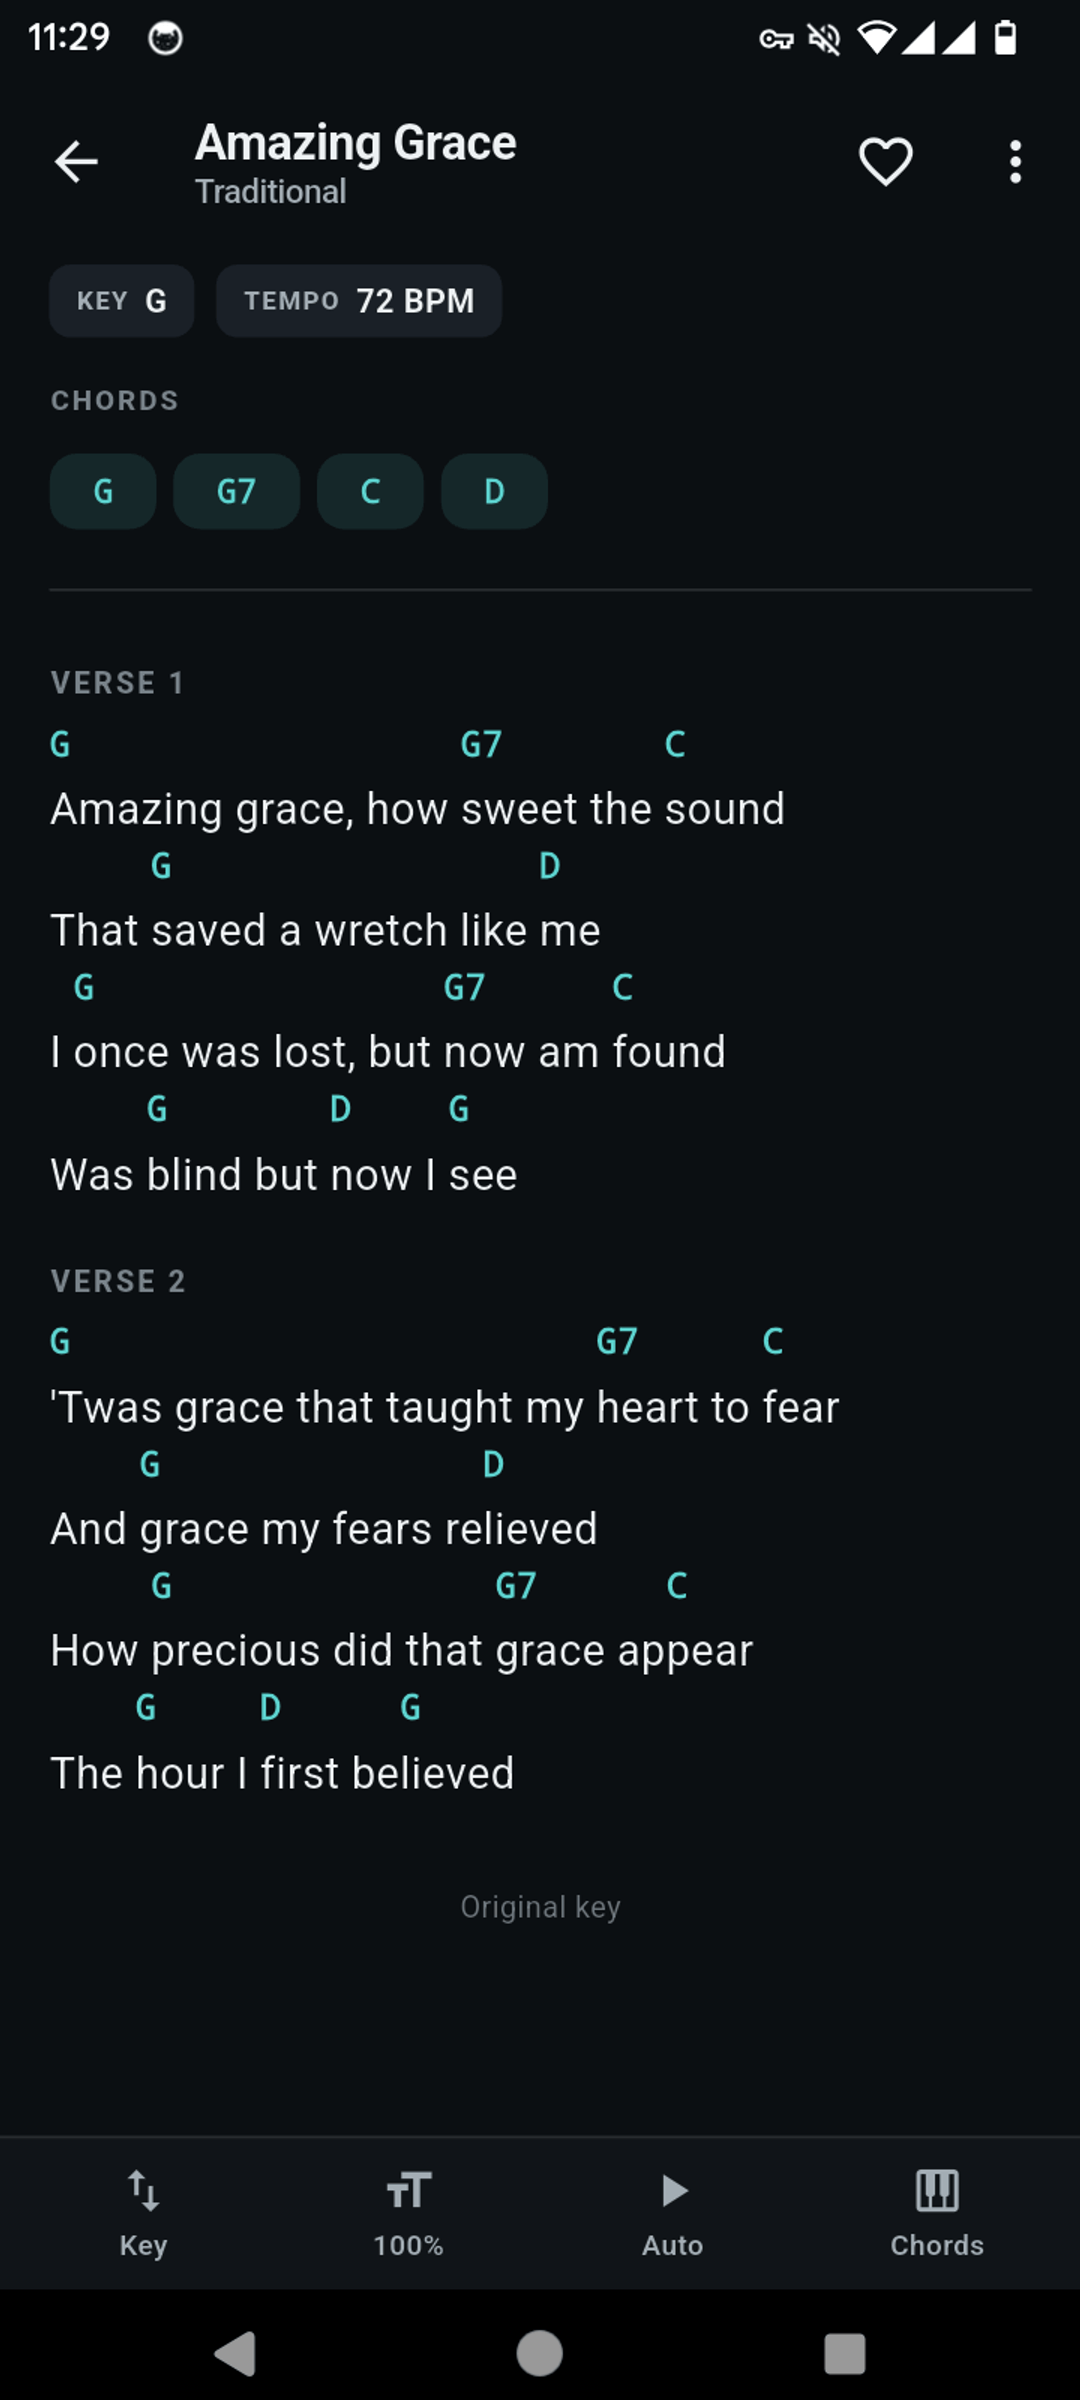 11:29
Amazing Grace
Traditional
KEY G TEMPO 72 BPM
CHORDS
G G7 C D
VERSE 1
G G7 C
Amazing grace, how sweet the sound
G D
That saved a wretch like me
G G7 C
I once was lost, but now am found
G D G
Was blind but now I see
VERSE 2
G G7 C
'Twas grace that taught my heart to fear
G D
And grace my fears relieved
G G7 C
How precious did that grace appear
G D G
The hour I first believed
Original key
Key 100% Auto Chords